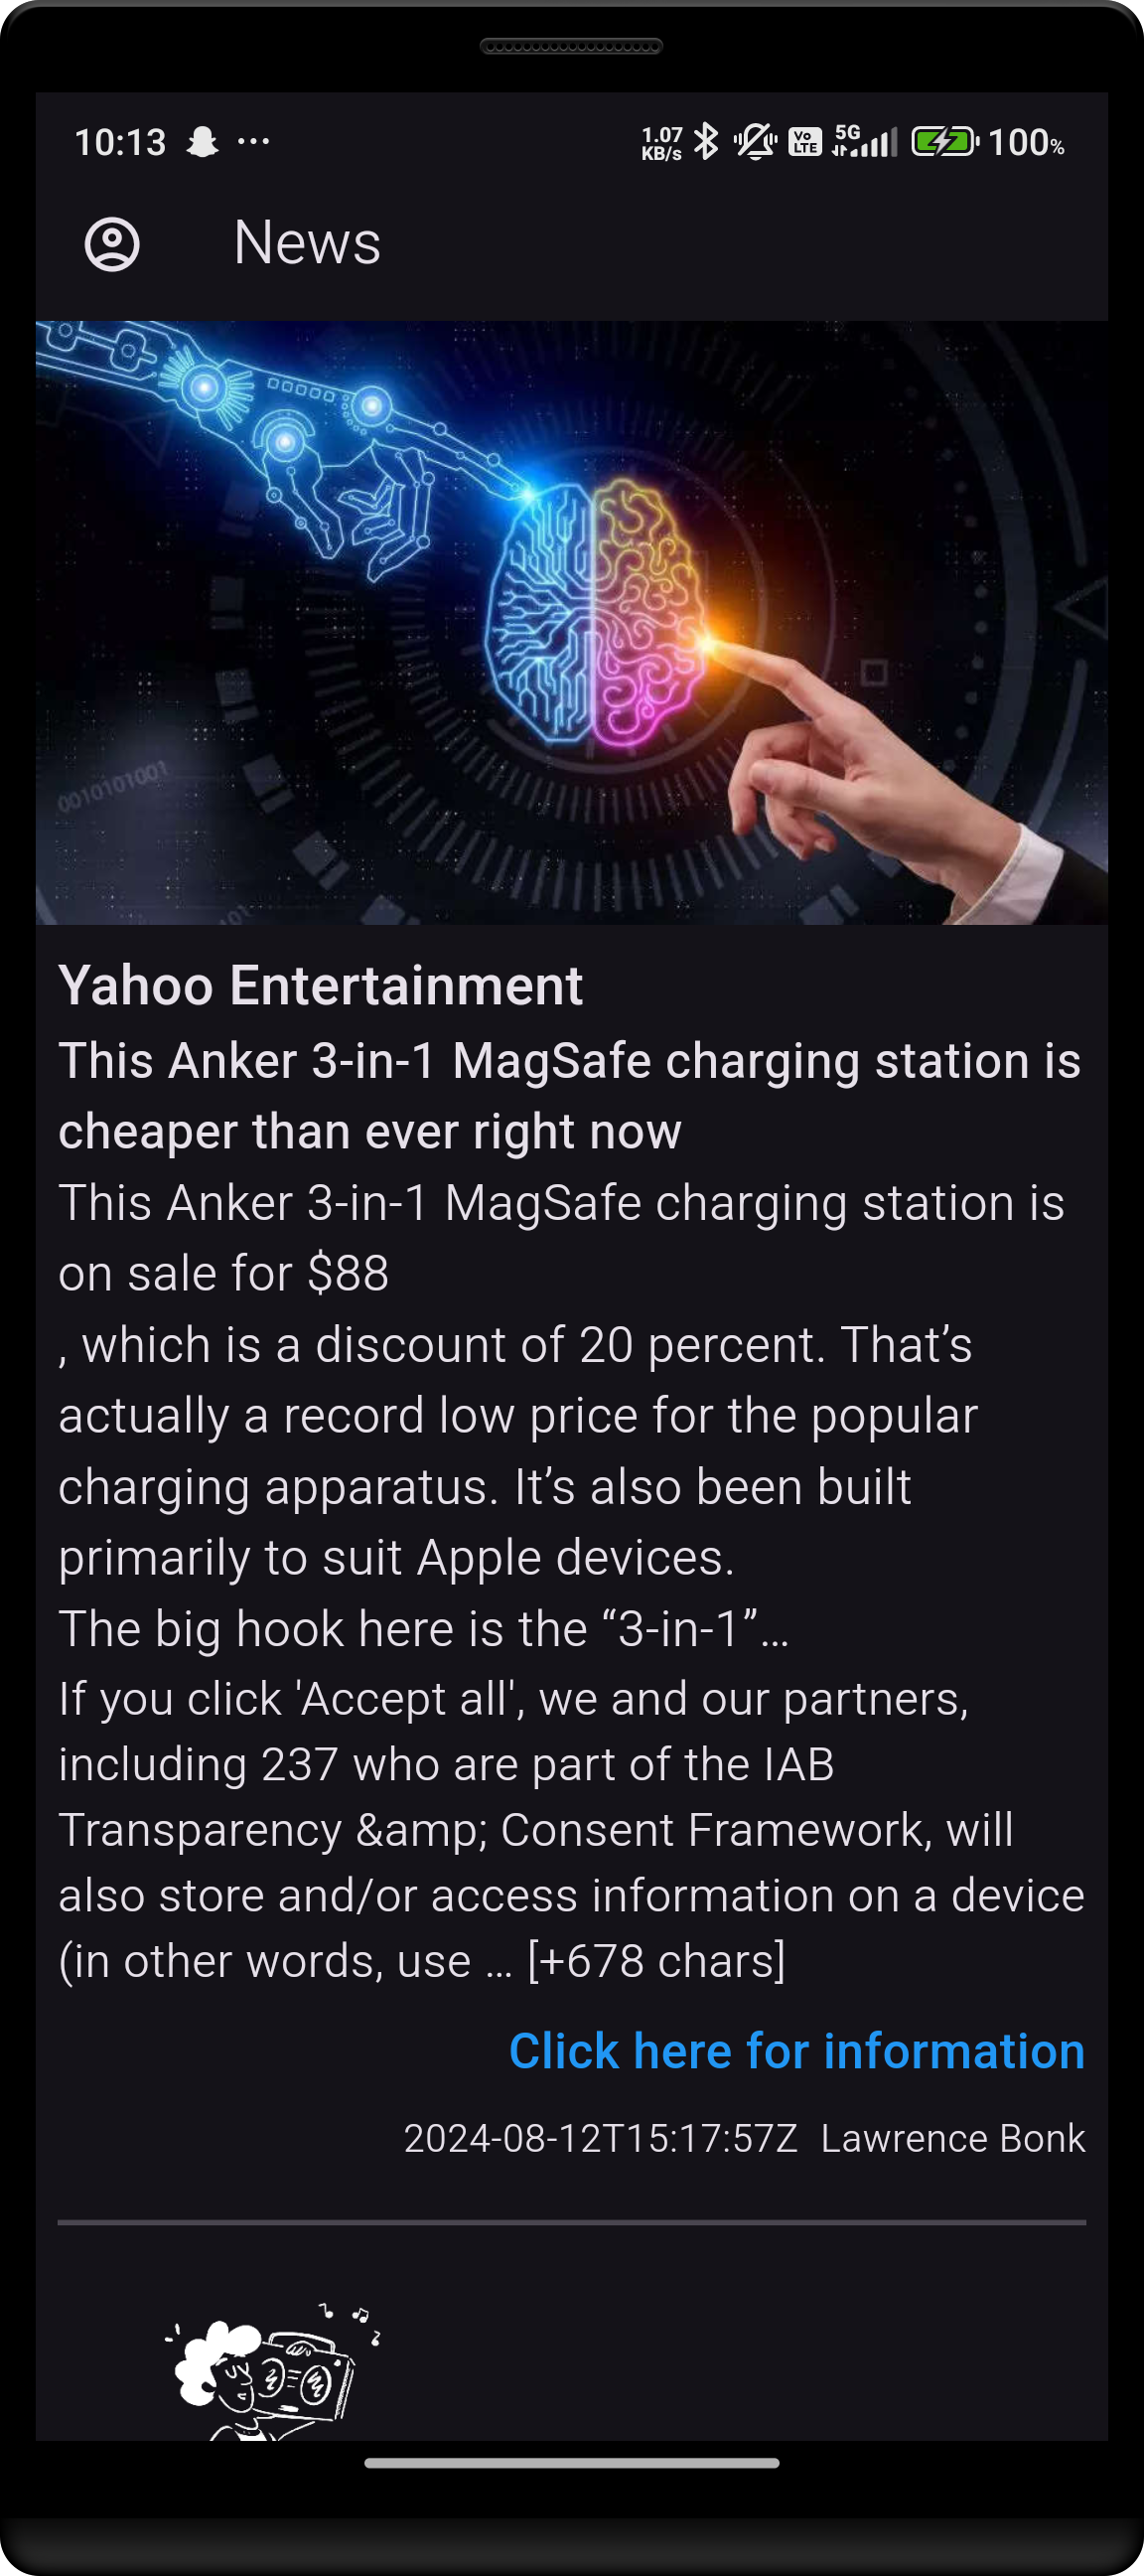 10:13 ... 1.07 KB/s Vo LTE 5G 100%
News
0010101001
101
Yahoo Entertainment
This Anker 3-in-1 MagSafe charging station is
cheaper than ever right now
This Anker 3-in-1 MagSafe charging station is
on sale for $88
, which is a discount of 20 percent. That’s
actually a record low price for the popular
charging apparatus. It’s also been built
primarily to suit Apple devices.
The big hook here is the “3-in-1”…
If you click 'Accept all', we and our partners,
including 237 who are part of the IAB
Transparency &amp; Consent Framework, will
also store and/or access information on a device
(in other words, use … [+678 chars]
Click here for information
2024-08-12T15:17:57Z Lawrence Bonk